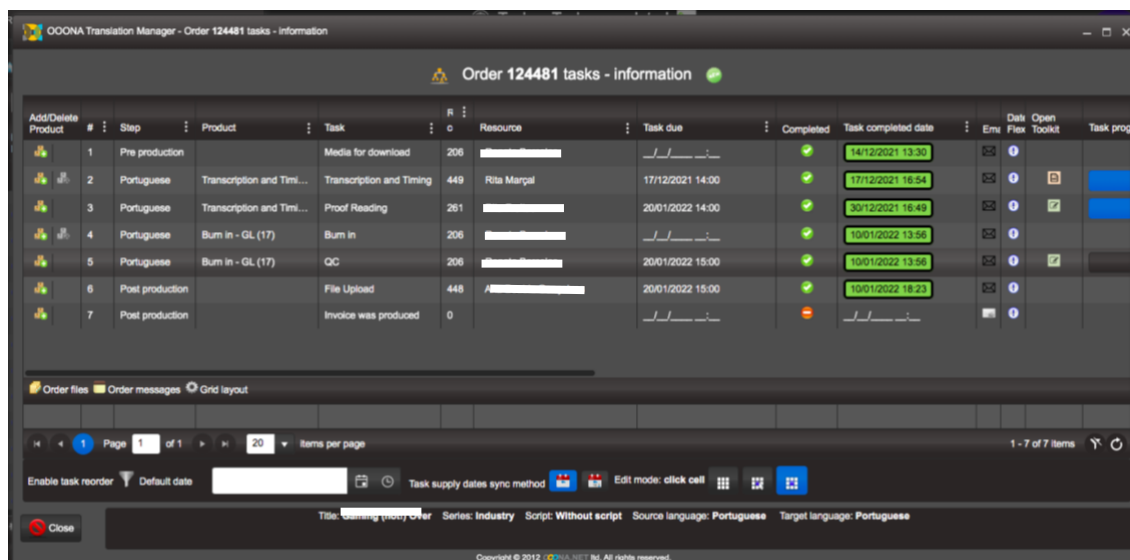 OOONA Translation Manager - Order 124481 tasks - information
Order 124481 tasks - information
Add/Delete Product # Step Product Task R c Resource Task due Completed Task completed date Ema Date Flex Open Toolkit Task prog
1 Pre production Media for download 206 __/__/____ __:__ 14/12/2021 13:30
2 Portuguese Transcription and Timi... Transcription and Timing 449 Rita Marçal 17/12/2021 14:00 17/12/2021 16:54
3 Portuguese Transcription and Timi... Proof Reading 261 20/01/2022 14:00 30/12/2021 16:49
4 Portuguese Burn in - GL (17) Burn in 206 __/__/____ __:__ 10/01/2022 13:56
5 Portuguese Burn in - GL (17) QC 206 20/01/2022 15:00 10/01/2022 13:56
6 Post production File Upload 448 20/01/2022 15:00 10/01/2022 18:23
7 Post production Invoice was produced 0 __/__/____ __:__ __/__/____ __:__
Order files Order messages Grid layout
1 Page 1 of 1 20 items per page 1 - 7 of 7 items
Enable task reorder Default date Task supply dates sync method Edit mode: click cell
Close
Title: Over Series: Industry Script: Without script Source language: Portuguese Target language: Portuguese
Copyright © 2012 OOONA.NET ltd. All rights reserved.